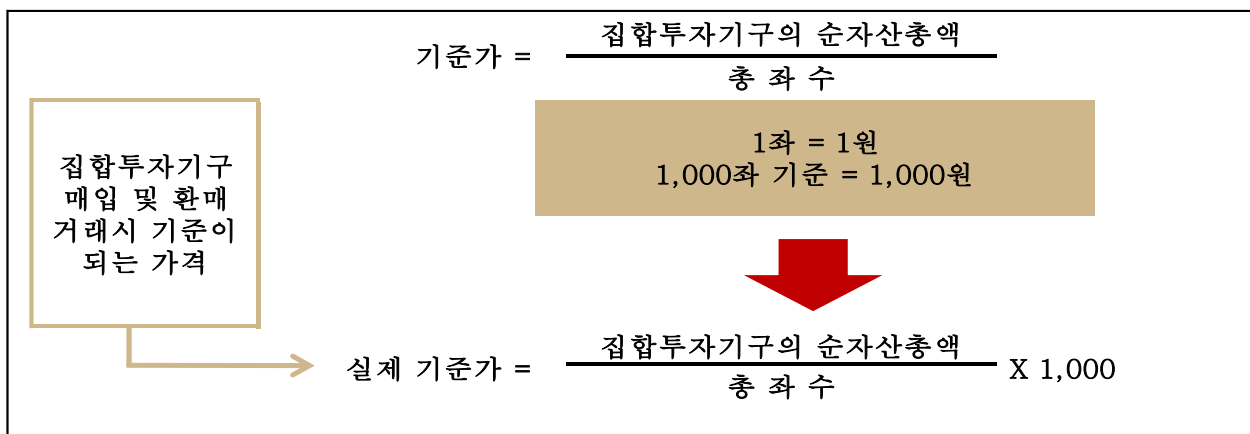 기준가 =
집합투자기구의 순자산총액
총 좌 수
1좌 = 1원
1,000좌 기준 = 1,000원
집합투자기구
매입 및 환매
거래시 기준이
되는 가격
실제 기준가 =
집합투자기구의 순자산총액
총 좌 수
X 1,000